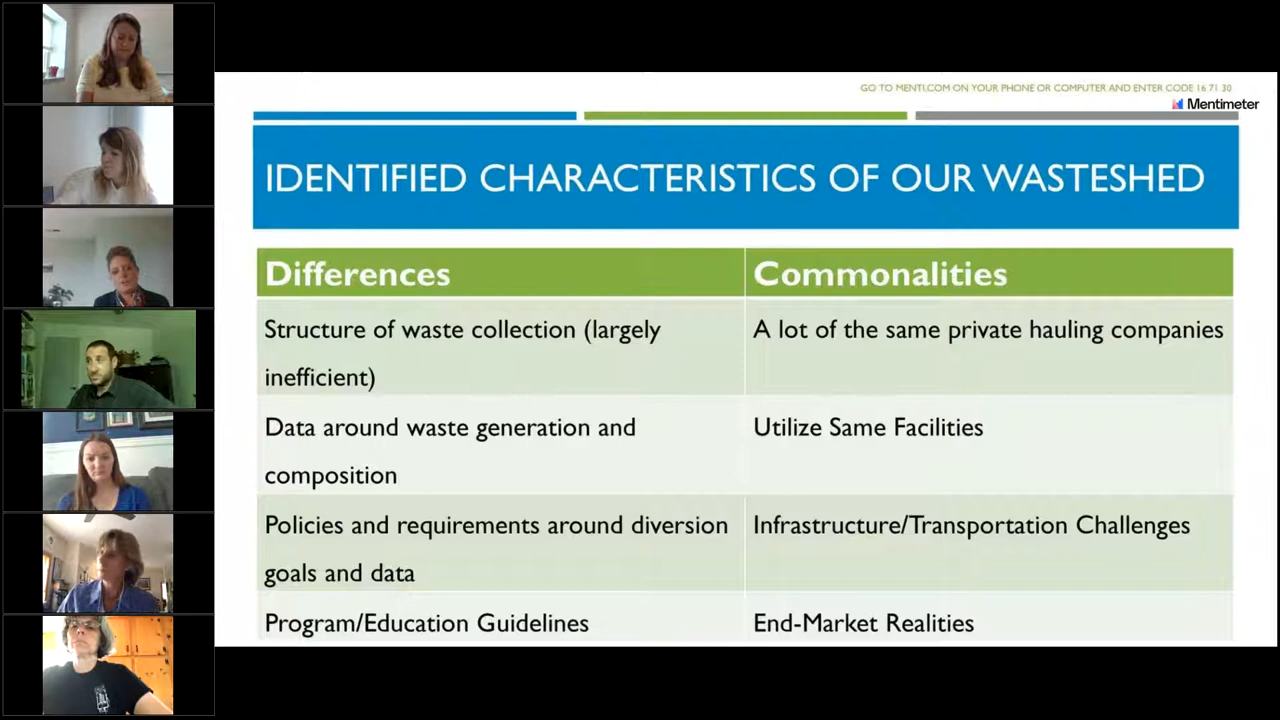 GO TO MENTI.COM ON YOUR PHONE OR COMPUTER AND ENTER CODE 16 71 30
Mentimeter
IDENTIFIED CHARACTERISTICS OF OUR WASTESHED
Differences
Commonalities
Structure of waste collection (largely
inefficient)
A lot of the same private hauling companies
Data around waste generation and
composition
Utilize Same Facilities
Policies and requirements around diversion
goals and data
Infrastructure/Transportation Challenges
Program/Education Guidelines
End-Market Realities